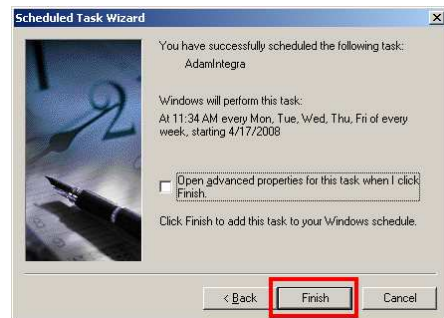 Scheduled Task Wizard
You have successfully scheduled the following task:
AdamIntegra
Windows will perform this task:
At 11:34 AM every Mon, Tue, Wed, Thu, Fri of every
week, starting 4/17/2008
Open advanced properties for this task when I click
Finish.
Click Finish to add this task to your Windows schedule.
< Back
Finish
Cancel